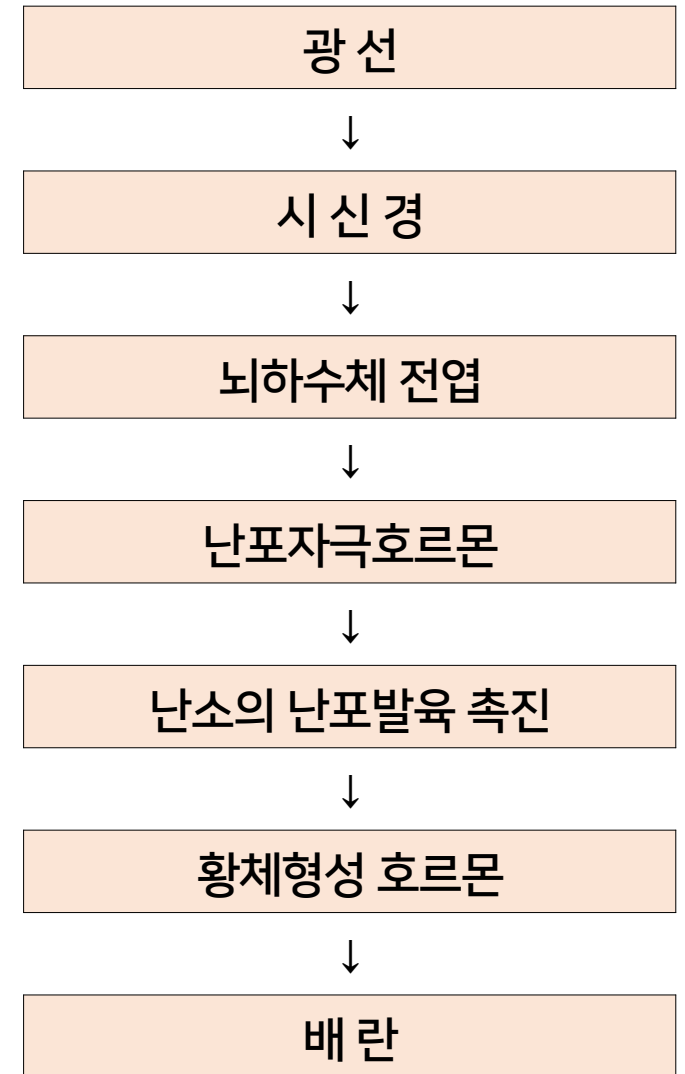 광 선
↓
시 신 경
↓
뇌하수체 전엽
↓
난포자극호르몬
↓
난소의 난포발육 촉진
↓
황체형성 호르몬
↓
배 란